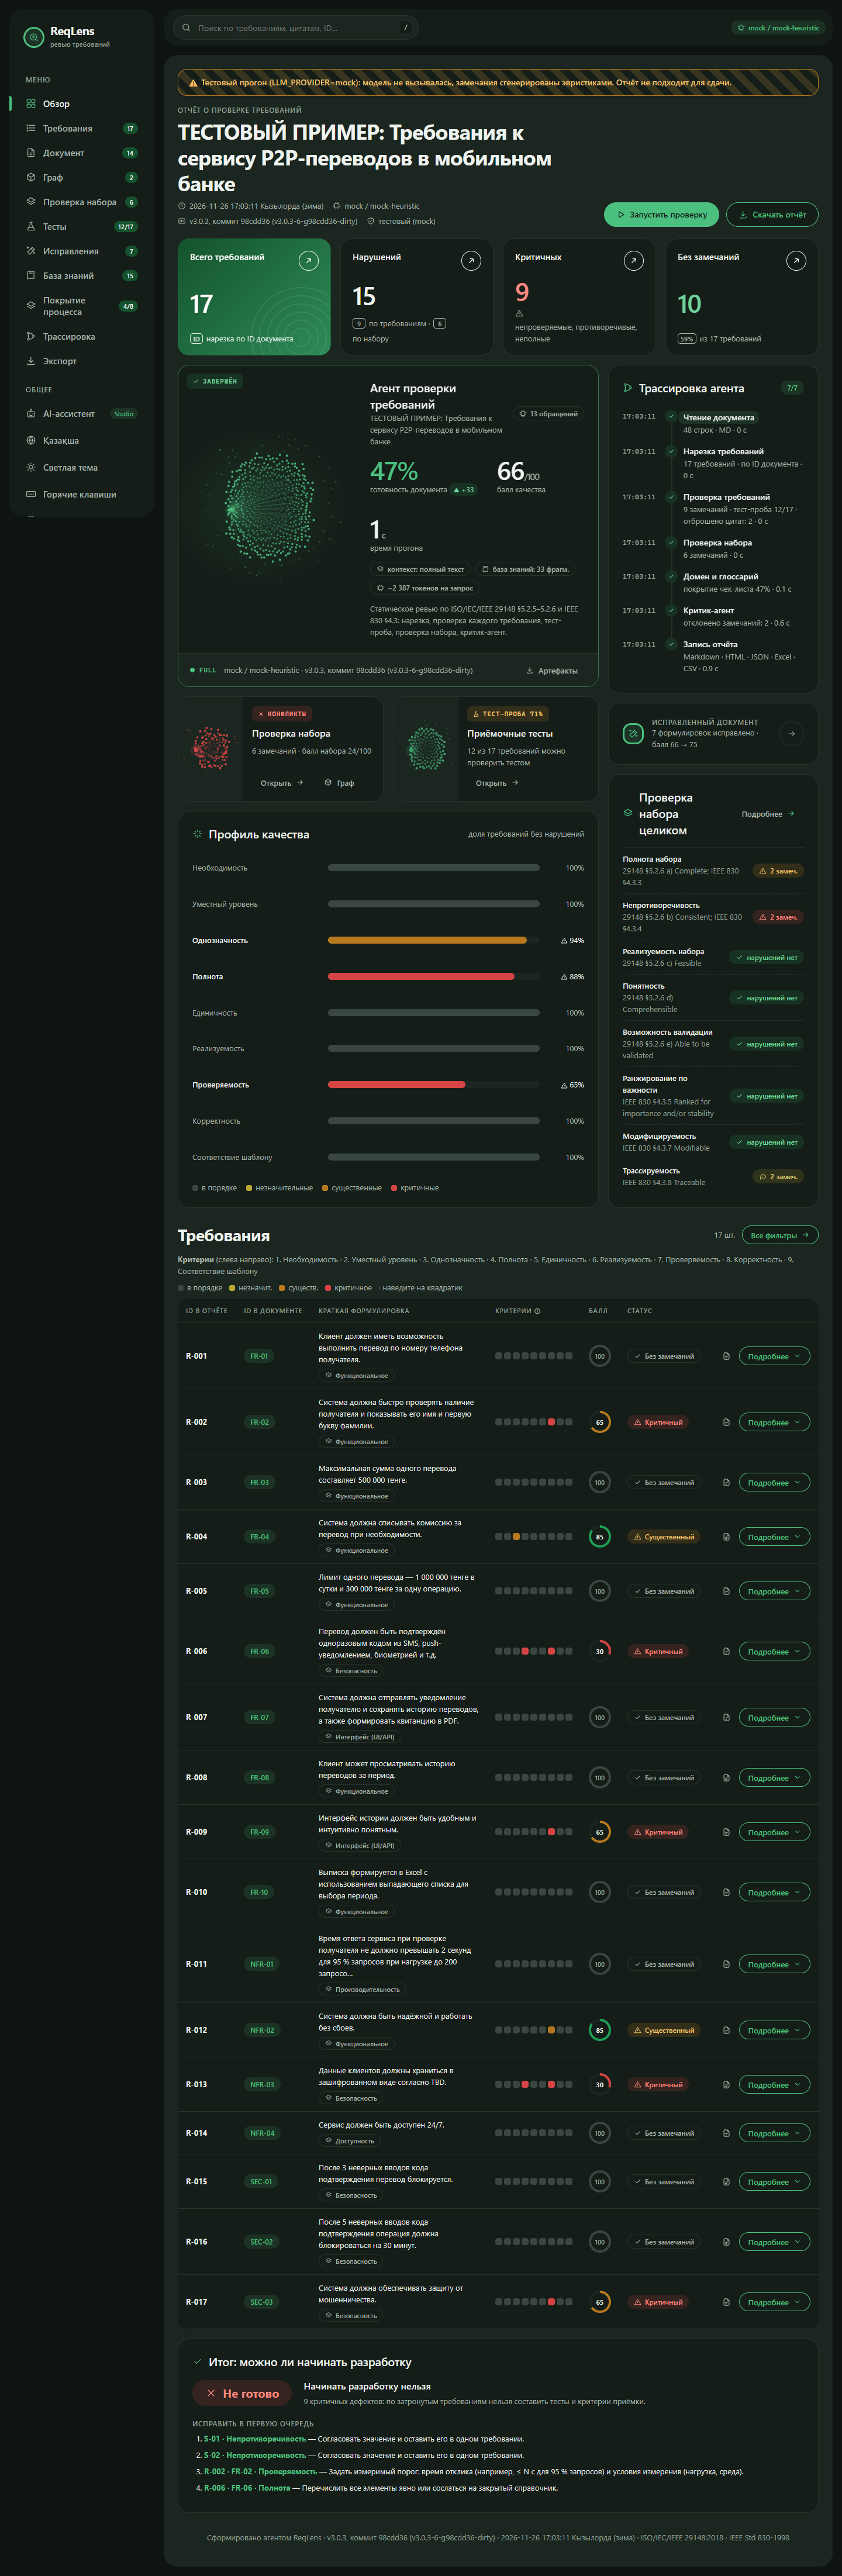 ReqLens
ревью требований
МЕНЮ
Обзор
Требования 17
Документ 14
Граф 2
Проверка набора 6
Тесты 12/17
Исправления 7
База знаний 15
Покрытие процесса 4/8
Трассировка
Экспорт
ОБЩЕЕ
AI-ассистент Studio
Қазақша
Светлая тема
Горячие клавиши
Поиск по требованиям, цитатам, ID... /
mock / mock-heuristic
Тестовый прогон (LLM_PROVIDER=mock): модель не вызывалась, замечания сгенерированы эвристиками. Отчёт не подходит для сдачи.
ОТЧЁТ О ПРОВЕРКЕ ТРЕБОВАНИЙ
ТЕСТОВЫЙ ПРИМЕР: Требования к
сервису P2P-переводов в мобильном
банке
2026-11-26 17:03:11 Кызылорда (зима) mock / mock-heuristic
v3.0.3, коммит 98cdd36 (v3.0.3-6-g98cdd36-dirty) тестовый (mock)
Запустить проверку
Скачать отчёт
Всего требований
17
ID нарезка по ID документа
Нарушений
15
9 по требованиям · 6
по набору
Критичных
9
непроверяемые, противоречивые,
неполные
Без замечаний
10
59% из 17 требований
ЗАВЕРШЁН
Агент проверки
требований
ТЕСТОВЫЙ ПРИМЕР: Требования к
сервису P2P-переводов в мобильном
банке
13 обращений
47%
готовность документа ▲ +33
66/100
балл качества
1 с
время прогона
контекст: полный текст
база знаний: 33 фрагм.
~2 387 токенов на запрос
Статическое ревью по ISO/IEC/IEEE 29148 §5.2.5–5.2.6 и IEEE
830 §4.3: нарезка, проверка каждого требования, тест-
проба, проверка набора, критик-агент.
FULL mock / mock-heuristic · v3.0.3, коммит 98cdd36 (v3.0.3-6-g98cdd36-dirty)
Артефакты
Трассировка агента 7/7
17:03:11 Чтение документа
48 строк · MD · 0 с
17:03:11 Нарезка требований
17 требований · по ID документа ·
0 с
17:03:11 Проверка требований
9 замечаний · тест-проба 12/17 ·
отброшено цитат: 2 · 0 с
17:03:11 Проверка набора
6 замечаний · 0 с
17:03:11 Домен и глоссарий
покрытие чек-листа 47% · 0.1 с
17:03:11 Критик-агент
отклонено замечаний: 2 · 0.6 с
17:03:11 Запись отчёта
Markdown · HTML · JSON · Excel ·
CSV · 0.9 с
КОНФЛИКТЫ
Проверка набора
6 замечаний · балл набора 24/100
Открыть
Граф
ТЕСТ-ПРОБА 71%
Приёмочные тесты
12 из 17 требований можно
проверить тестом
Открыть
ИСПРАВЛЕННЫЙ ДОКУМЕНТ
7 формулировок исправлено ·
балл 66 → 75
Профиль качества
доля требований без нарушений
Необходимость 100%
Уместный уровень 100%
Однозначность 94%
Полнота 88%
Единичность 100%
Реализуемость 100%
Проверяемость 65%
Корректность 100%
Соответствие шаблону 100%
в порядке незначительные существенные критичные
Проверка
набора
целиком
Подробнее
Полнота набора
29148 §5.2.6 a) Complete; IEEE 830
§4.3.3
2 замеч.
Непротиворечивость
29148 §5.2.6 b) Consistent; IEEE 830
§4.3.4
2 замеч.
Реализуемость набора
29148 §5.2.6 c) Feasible
нарушений нет
Понятность
29148 §5.2.6 d)
Comprehensible
нарушений нет
Возможность валидации
29148 §5.2.6 e) Able to be
validated
нарушений нет
Ранжирование по
важности
IEEE 830 §4.3.5 Ranked for
importance and/or stability
нарушений нет
Модифицируемость
IEEE 830 §4.3.7 Modifiable
нарушений нет
Трассируемость
IEEE 830 §4.3.8 Traceable
2 замеч.
Требования
17 шт. Все фильтры
Критерии (слева направо): 1. Необходимость · 2. Уместный уровень · 3. Однозначность · 4. Полнота · 5. Единичность · 6. Реализуемость · 7. Проверяемость · 8. Корректность · 9.
Соответствие шаблону
в порядке незначит. существ. критичное · наведите на квадратик
ID В ОТЧЁТЕ ID В ДОКУМЕНТЕ КРАТКАЯ ФОРМУЛИРОВКА КРИТЕРИИ БАЛЛ СТАТУС
Клиент должен иметь возможность
выполнить перевод по номеру телефона
получателя.
R-001 FR-01 100 Без замечаний Подробнее
Функциональное
Система должна быстро проверять наличие
получателя и показывать его имя и первую
букву фамилии.
R-002 FR-02 65 Критичный Подробнее
Функциональное
Максимальная сумма одного перевода
составляет 500 000 тенге.
R-003 FR-03 100 Без замечаний Подробнее
Функциональное
Система должна списывать комиссию за
перевод при необходимости.
R-004 FR-04 85 Существенный Подробнее
Функциональное
Лимит одного перевода — 1 000 000 тенге в
сутки и 300 000 тенге за одну операцию.
R-005 FR-05 100 Без замечаний Подробнее
Функциональное
Перевод должен быть подтверждён
одноразовым кодом из SMS, push-
уведомлением, биометрией и т.д.
R-006 FR-06 30 Критичный Подробнее
Безопасность
Система должна отправлять уведомление
получателю и сохранять историю переводов,
а также формировать квитанцию в PDF.
R-007 FR-07 100 Без замечаний Подробнее
Интерфейс (UI/API)
Клиент может просматривать историю
переводов за период.
R-008 FR-08 100 Без замечаний Подробнее
Функциональное
Интерфейс истории должен быть удобным и
интуитивно понятным.
R-009 FR-09 65 Критичный Подробнее
Интерфейс (UI/API)
Выписка формируется в Excel с
использованием выпадающего списка для
выбора периода.
R-010 FR-10 100 Без замечаний Подробнее
Функциональное
Время ответа сервиса при проверке
получателя не должно превышать 2 секунд
для 95 % запросов при нагрузке до 200
запросо...
R-011 NFR-01 100 Без замечаний Подробнее
Производительность
Система должна быть надёжной и работать
без сбоев.
R-012 NFR-02 85 Существенный Подробнее
Функциональное
Данные клиентов должны храниться в
зашифрованном виде согласно TBD.
R-013 NFR-03 30 Критичный Подробнее
Безопасность
Сервис должен быть доступен 24/7.
R-014 NFR-04 100 Без замечаний Подробнее
Доступность
После 3 неверных вводов кода
подтверждения перевод блокируется.
R-015 SEC-01 100 Без замечаний Подробнее
Безопасность
После 5 неверных вводов кода
подтверждения операция должна
блокироваться на 30 минут.
R-016 SEC-02 100 Без замечаний Подробнее
Безопасность
Система должна обеспечивать защиту от
мошенничества.
R-017 SEC-03 65 Критичный Подробнее
Безопасность
Итог: можно ли начинать разработку
Не готово
Начинать разработку нельзя
9 критичных дефектов: по затронутым требованиям нельзя составить тесты и критерии приёмки.
ИСПРАВИТЬ В ПЕРВУЮ ОЧЕРЕДЬ
1. S-01 · Непротиворечивость — Согласовать значение и оставить его в одном требовании.
2. S-02 · Непротиворечивость — Согласовать значение и оставить его в одном требовании.
3. R-002 · FR-02 · Проверяемость — Задать измеримый порог: время отклика (например, ≤ N с для 95 % запросов) и условия измерения (нагрузка, среда).
4. R-006 · FR-06 · Полнота — Перечислить все элементы явно или сослаться на закрытый справочник.
Сформировано агентом ReqLens · v3.0.3, коммит 98cdd36 (v3.0.3-6-g98cdd36-dirty) · 2026-11-26 17:03:11 Кызылорда (зима) · ISO/IEC/IEEE 29148:2018 · IEEE Std 830-1998